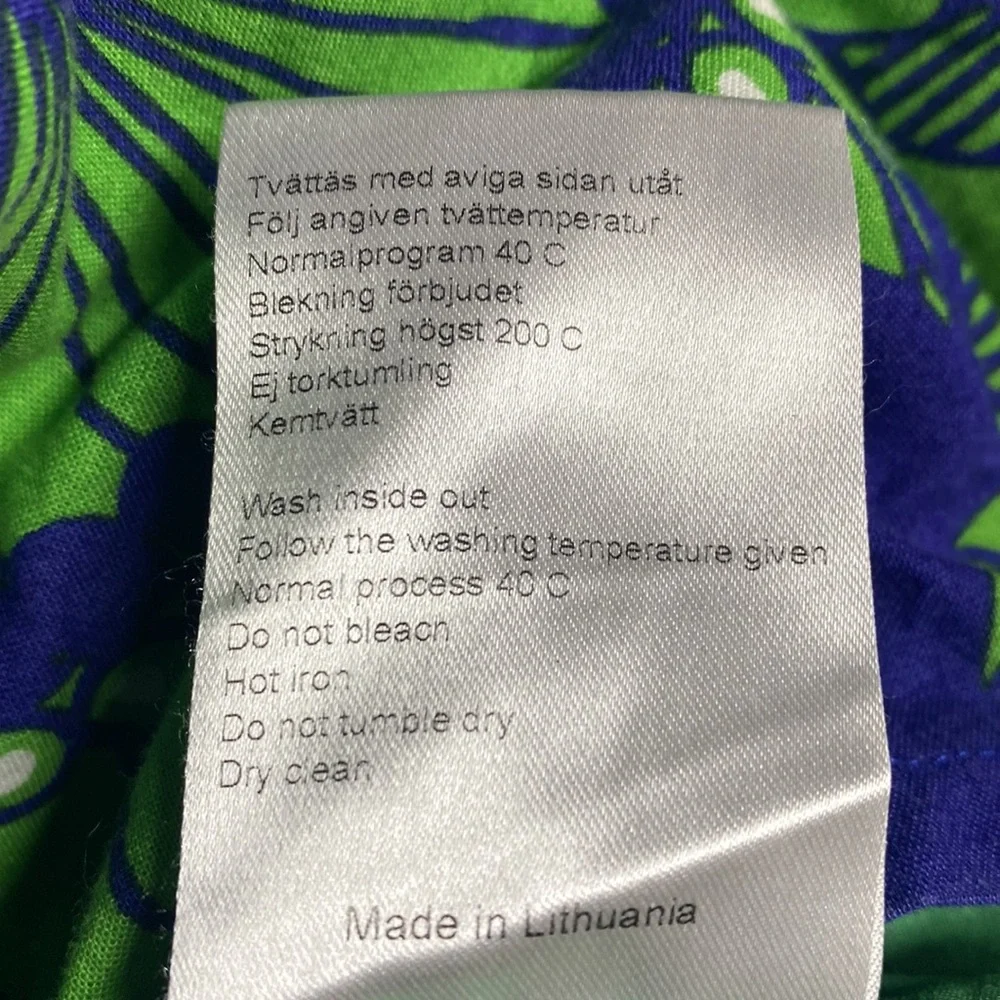 Tvättas med aviga sidan utåt
Följ angiven tvättemperatur
Normalprogram 40 C
Blekning förbjudet
Strykning högst 200 C
Ej torktumling
Kemtvätt
Wash inside out
Follow the washing temperature given
Normal process 40 C
Do not bleach
Hot iron
Do not tumble dry
Dry clean
Made in Lithuania